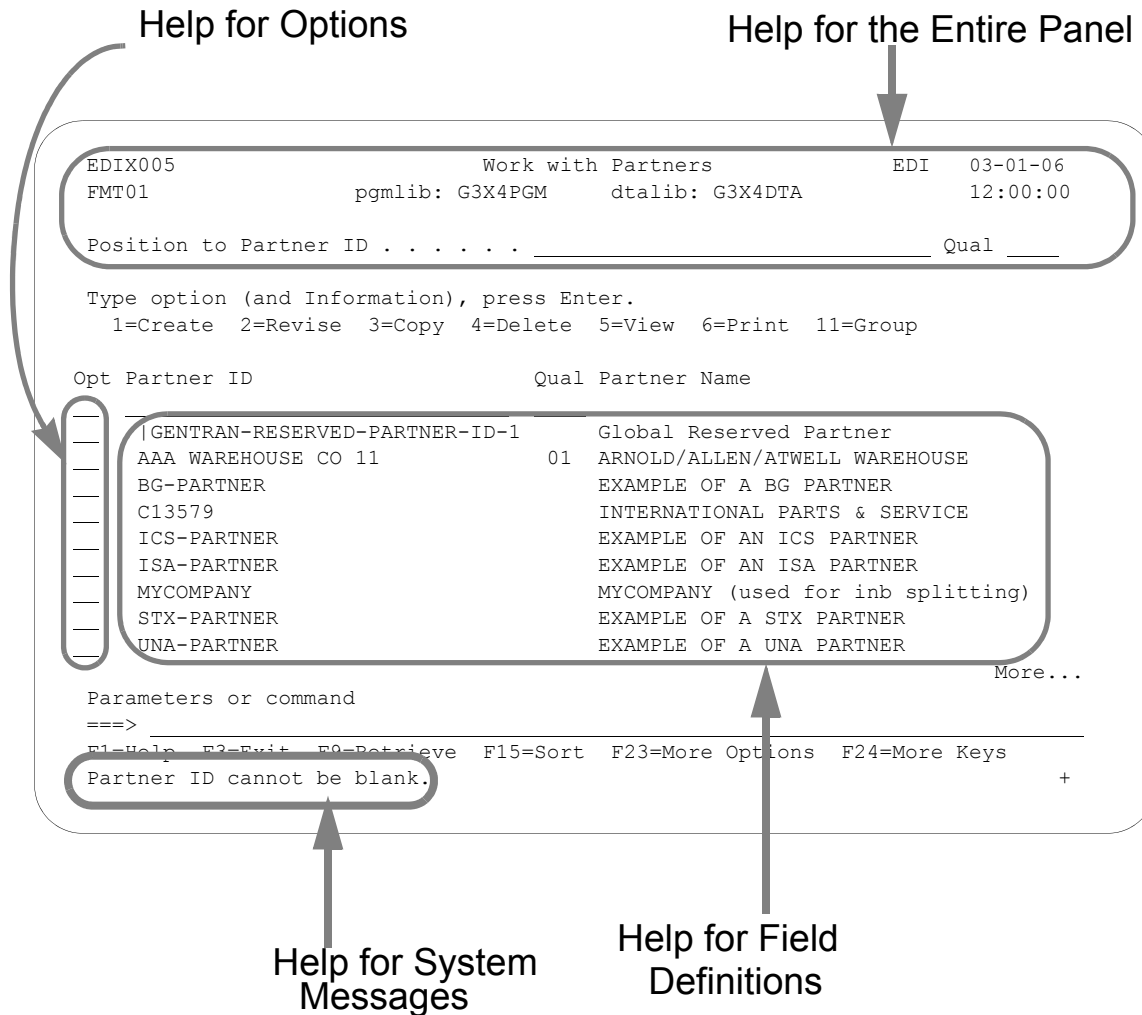 Help for Options
Help for the Entire Panel
EDIX005 Work with Partners EDI 03-01-06
FMT01 pgmlib: G3X4PGM dtalib: G3X4DTA 12:00:00
Position to Partner ID . . . . . . Qual
Type option (and Information), press Enter.
1=Create 2=Revise 3=Copy 4=Delete 5=View 6=Print 11=Group
Opt Partner ID Qual Partner Name
|GENTRAN-RESERVED-PARTNER-ID-1 Global Reserved Partner
AAA WAREHOUSE CO 11 01 ARNOLD/ALLEN/ATWELL WAREHOUSE
BG-PARTNER EXAMPLE OF A BG PARTNER
C13579 INTERNATIONAL PARTS & SERVICE
ICS-PARTNER EXAMPLE OF AN ICS PARTNER
ISA-PARTNER EXAMPLE OF AN ISA PARTNER
MYCOMPANY MYCOMPANY (used for inb splitting)
STX-PARTNER EXAMPLE OF A STX PARTNER
UNA-PARTNER EXAMPLE OF A UNA PARTNER
More...
Parameters or command
===>
F1=Help F3=Exit F9=Retrieve F15=Sort F23=More Options F24=More Keys
Partner ID cannot be blank. +
Help for System
Messages
Help for Field
Definitions